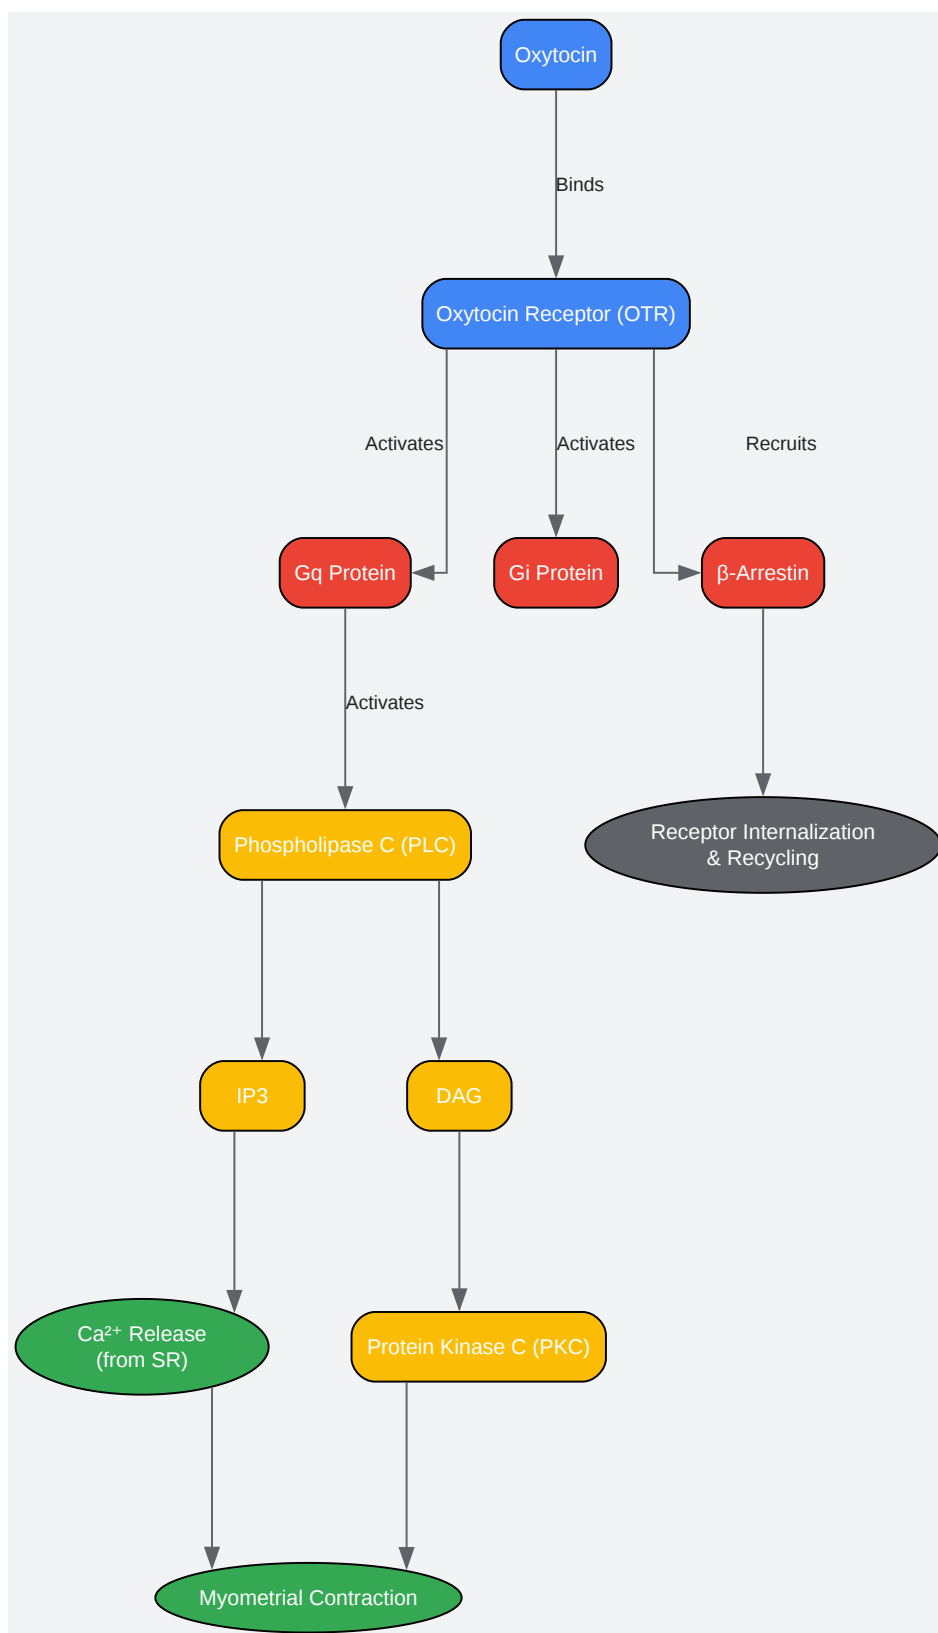 Oxytocin
Binds
Oxytocin Receptor (OTR)
Activates
Activates
Recruits
Gq Protein
Gi Protein
β-Arrestin
Activates
Phospholipase C (PLC)
Receptor Internalization
& Recycling
IP3
DAG
Ca²⁺ Release
(from SR)
Protein Kinase C (PKC)
Myometrial Contraction